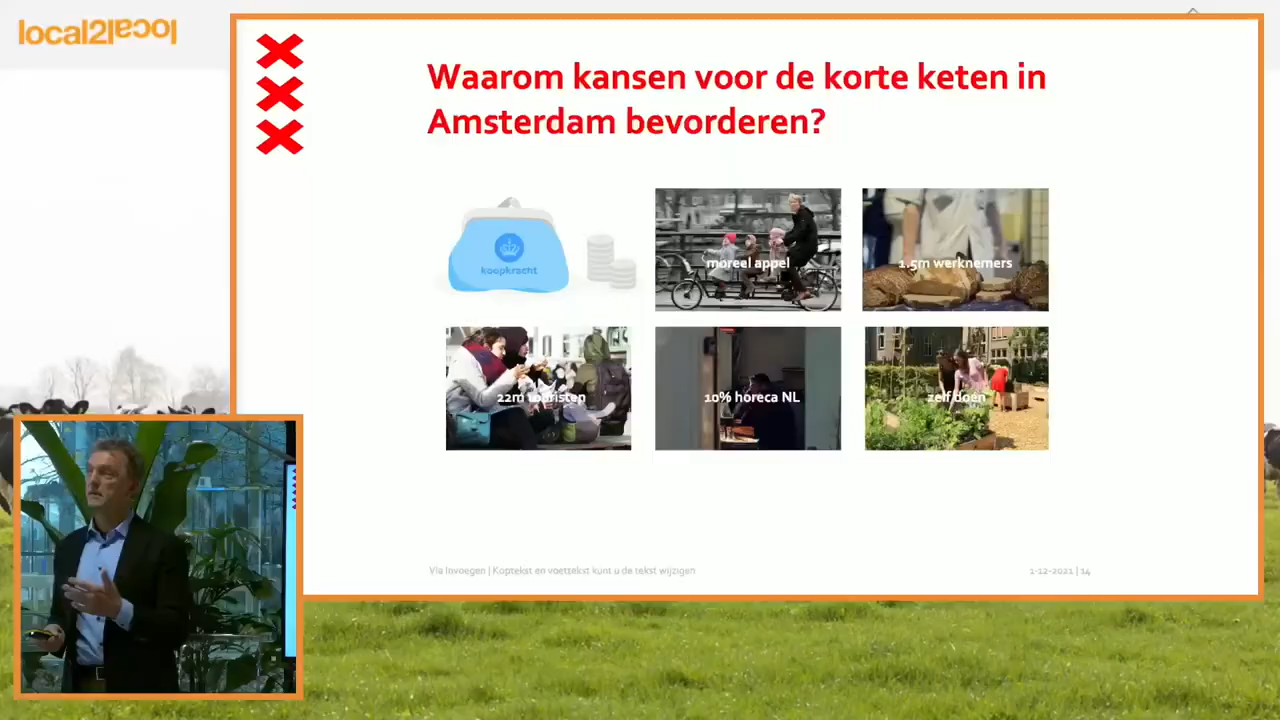 local2local
Waarom kansen voor de korte keten in
Amsterdam bevorderen?
koopkracht
moreel appel
1.5m werknemers
22m toeristen
10% horeca NL
zelf doen
Via Invoegen | Koptekst en voettekst kunt u de tekst wijzigen
1-12-2021 | 14